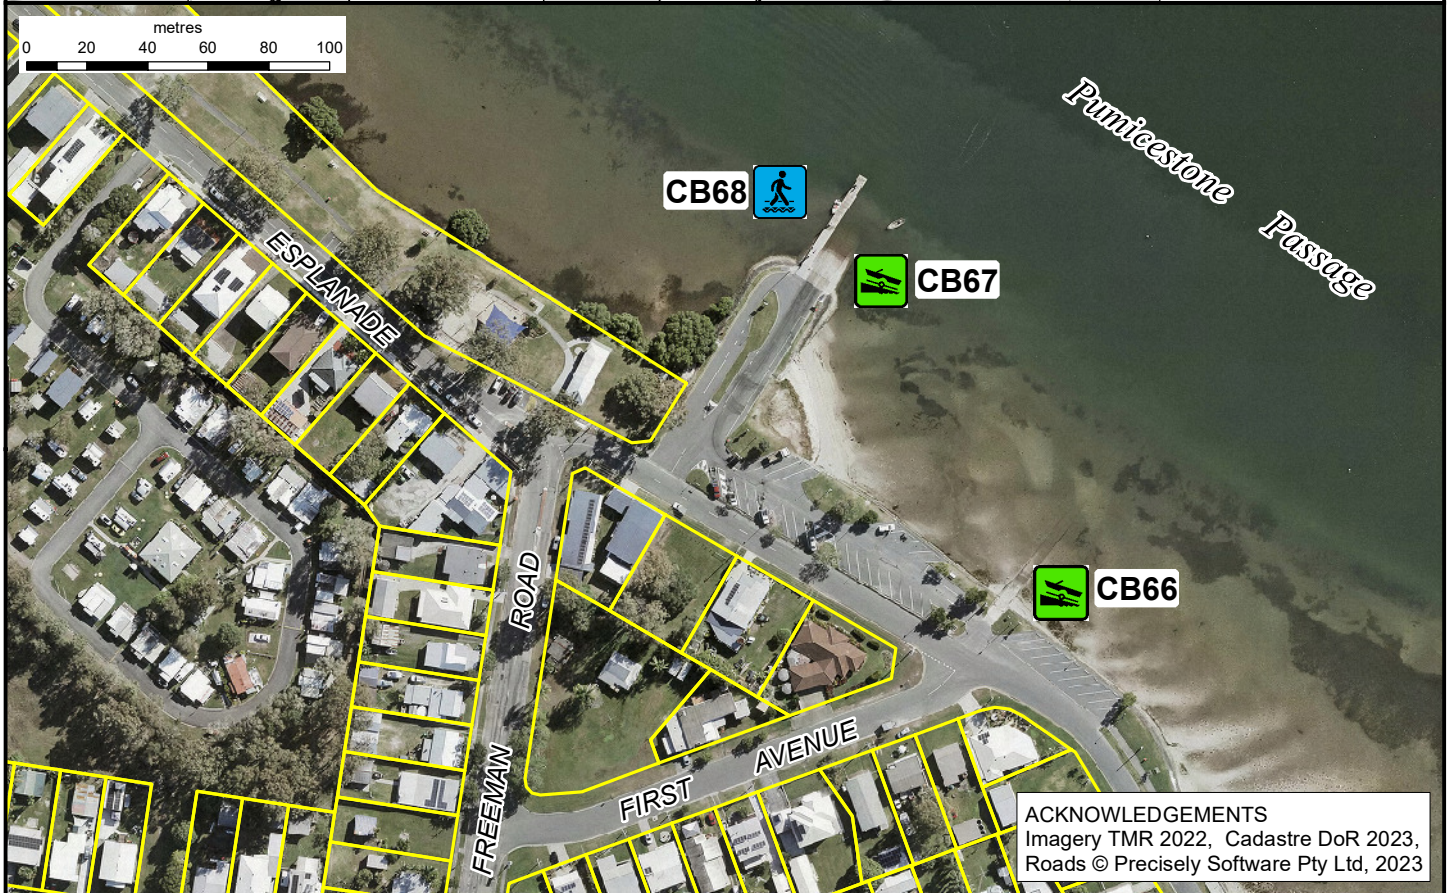 metres
0 20 40 60 80 100
Pumicestone Passage
CB68
CB67
ESPLANADE
CB66
ROAD
FREEMAN
FIRST AVENUE
ACKNOWLEDGEMENTS
Imagery TMR 2022, Cadastre DoR 2023,
Roads © Precisely Software Pty Ltd, 2023